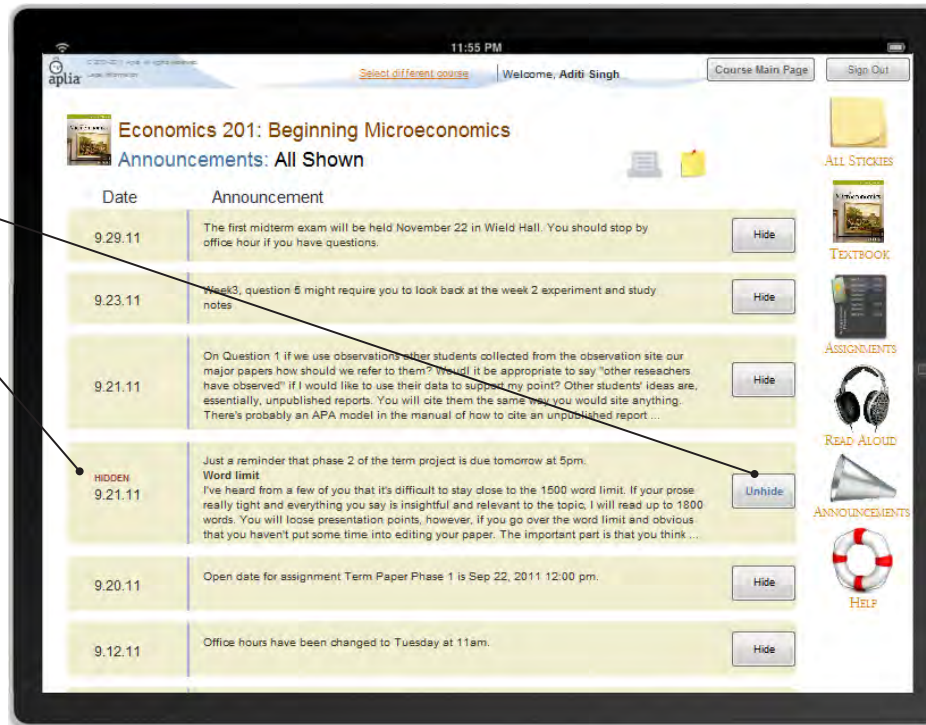 11:55 PM
aplia
Select different course
Welcome, Aditi Singh
Course Main Page
Sign Out
Economics 201: Beginning Microeconomics
Announcements: All Shown
Date
Announcement
9.29.11
The first midterm exam will be held November 22 in Wield Hall. You should stop by
office hour if you have questions.
Hide
9.23.11
Week3, question 5 might require you to look back at the week 2 experiment and study
notes
Hide
9.21.11
On Question 1 if we use observations other students collected from the observation site our
major papers how should we refer to them? Woudl it be appropriate to say "other reseachers
have observed" if I would like to use their data to support my point? Other students' ideas are,
essentially, unpublished reports. You will cite them the same way you would site anything.
There's probably an APA model in the manual of how to cite an unpublished report ...
Hide
HIDDEN
9.21.11
Just a reminder that phase 2 of the term project is due tomorrow at 5pm.
Word limit
I've heard from a few of you that it's difficult to stay close to the 1500 word limit. If your prose
really tight and everything you say is insightful and relevant to the topic, I will read up to 1800
words. You will loose presentation points, however, if you go over the word limit and obvious
that you haven't put some time into editing your paper. The important part is that you think ...
Unhide
9.20.11
Open date for assignment Term Paper Phase 1 is Sep 22, 2011 12:00 pm.
Hide
9.12.11
Office hours have been changed to Tuesday at 11am.
Hide
ALL STICKIES
TEXTBOOK
ASSIGNMENTS
READ ALOUD
ANNOUNCEMENTS
HELP